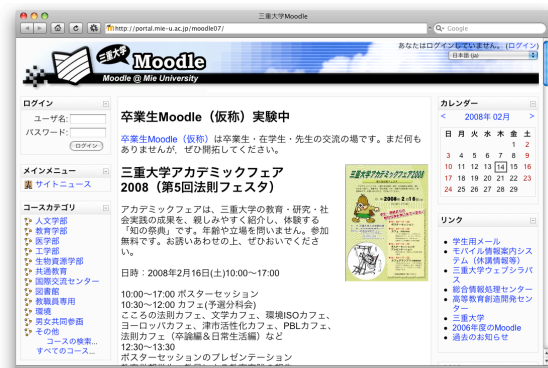 三重大学Moodle
http://portal.mie-u.ac.jp/moodle07/
Google
三重大学
Moodle
Moodle @ Mie University
あなたはログインしていません。(ログイン)
日本語 (ja)
ログイン
ユーザ名:
パスワード:
ログイン
メインメニュー
サイトニュース
コースカテゴリ
人文学部
教育学部
医学部
工学部
生物資源学部
共通教育
国際交流センター
図書館
教職員専用
環境
男女共同参画
その他
コースの検索...
すべてのコース...
卒業生Moodle(仮称)実験中
卒業生Moodle(仮称)は卒業生・在学生・先生の交流の場です。まだ何も
ありませんが、ぜひ開拓してください。
三重大学アカデミックフェア
2008(第5回法則フェスタ)
アカデミックフェアは、三重大学の教育・研究・社
会実践の成果を、親しみやすく紹介し、体験する
「知の祭典」です。年齢や立場を問いません。参加
無料です。お誘いあわせの上、ぜひおいでくださ
い。
日時:2008年2月16日(土)10:00〜17:00
10:00〜17:00 ポスターセッション
10:30〜12:00 カフェ(予選分科会)
こころの法則カフェ、文学カフェ、環境ISOカフェ、
ヨーロッパカフェ、津市活性化カフェ、PBLカフェ、
法則カフェ(卒論編&日常生活編)など
12:30〜13:30
ポスターセッションのプレゼンテーション
三重大学アカデミックフェア2008
カレンダー
< 2008年 02月 >
日 月 火 水 木 金 土
1 2
3 4 5 6 7 8 9
10 11 12 13 14 15 16
17 18 19 20 21 22 23
24 25 26 27 28 29
リンク
学生用メール
モバイル情報案内シス
テム(休講情報等)
三重大学ウェブシラバ
ス
総合情報処理センター
高等教育創造開発セン
ター
三重大学
2006年度のMoodle
過去のお知らせ